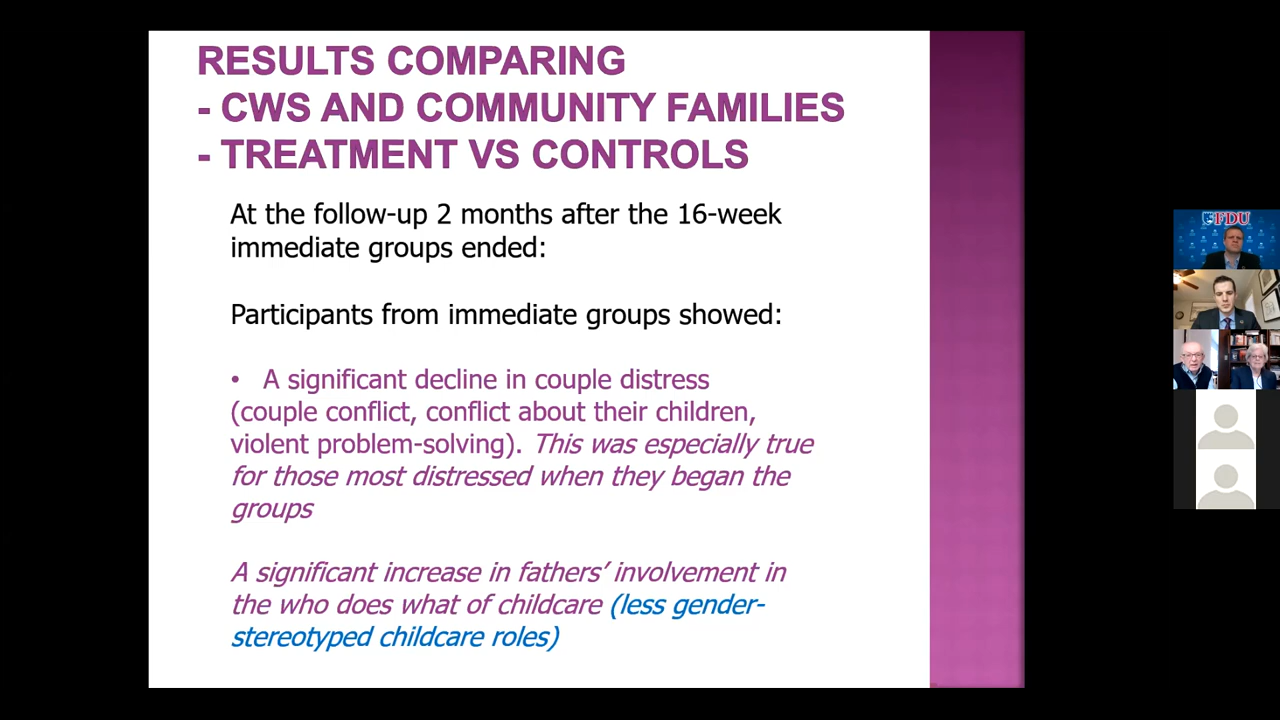 RESULTS COMPARING
- CWS AND COMMUNITY FAMILIES
- TREATMENT VS CONTROLS
At the follow-up 2 months after the 16-week
immediate groups ended:
Participants from immediate groups showed:
• A significant decline in couple distress
(couple conflict, conflict about their children,
violent problem-solving). This was especially true
for those most distressed when they began the
groups
A significant increase in fathers’ involvement in
the who does what of childcare (less gender-
stereotyped childcare roles)
FDU